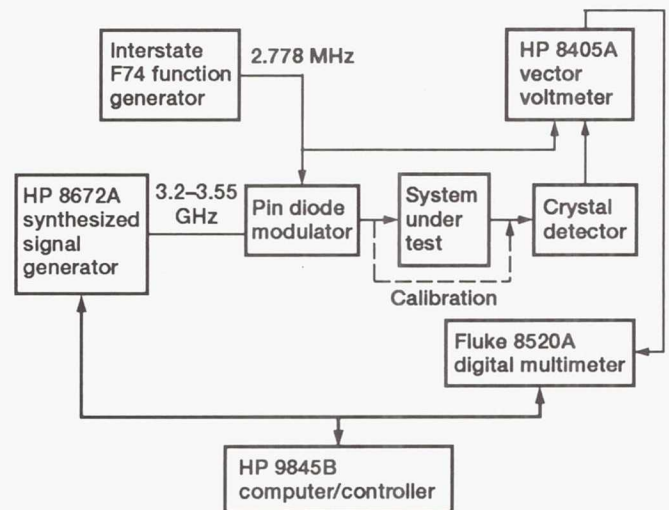 Interstate
F74 function
generator
2.778 MHz
HP 8405A
vector
voltmeter
HP 8672A
synthesized
signal
generator
3.2–3.55
GHz
Pin diode
modulator
System
under
test
Crystal
detector
Calibration
Fluke 8520A
digital multimeter
HP 9845B
computer/controller